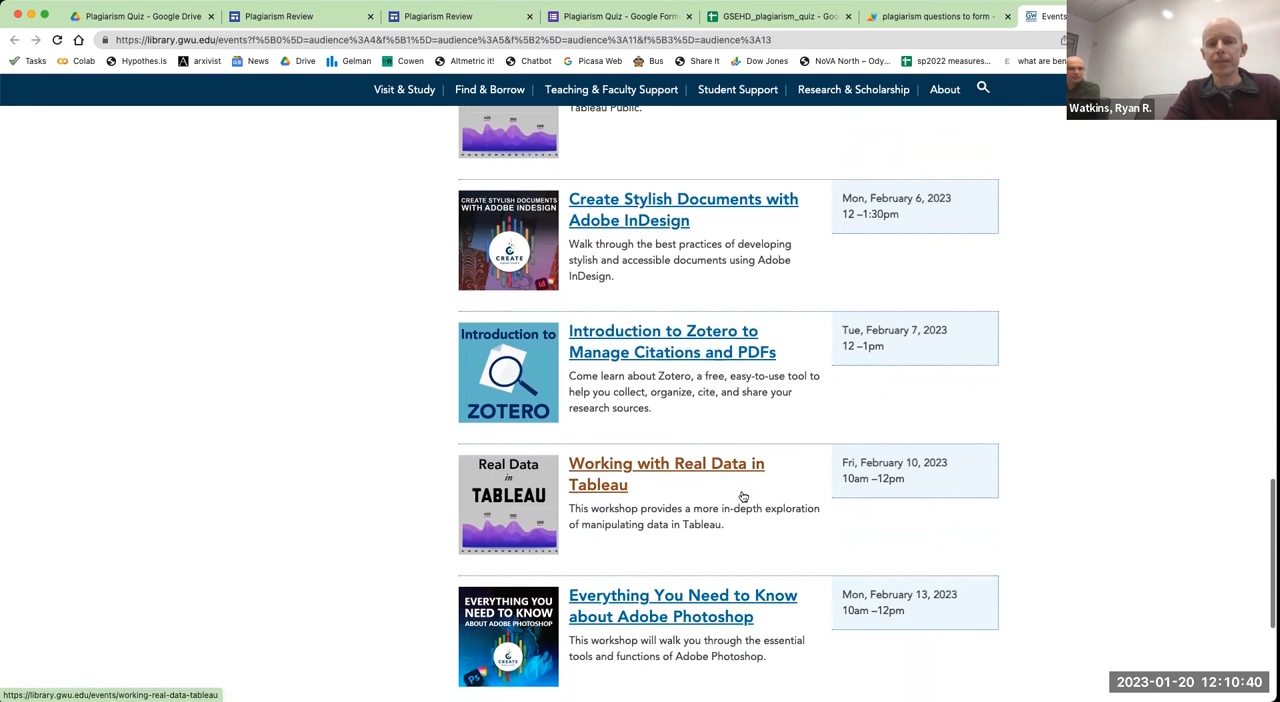 Plagiarism Quiz - Google Drive
Plagiarism Review
Plagiarism Review
Plagiarism Quiz - Google Form
GSEHD_plagiarism_quiz - Goo
plagiarism questions to form -
Events
https://library.gwu.edu/events?f%5B0%5D=audience%3A4&f%5B1%5D=audience%3A5&f%5B2%5D=audience%3A11&f%5B3%5D=audience%3A13
Tasks
Colab
Hypothes.is
arxivist
News
Drive
Gelman
Cowen
Altmetric it!
Chatbot
Picasa Web
Bus
Share It
Dow Jones
NoVA North – Ody...
sp2022 measures...
what are ben
Watkins, Ryan R.
Visit & Study
Find & Borrow
Teaching & Faculty Support
Student Support
Research & Scholarship
About
Tableau Public.
CREATE STYLISH DOCUMENTS
WITH ADOBE INDESIGN
CREATE
Id
Create Stylish Documents with
Adobe InDesign
Walk through the best practices of developing
stylish and accessible documents using Adobe
InDesign.
Mon, February 6, 2023
12 –1:30pm
Introduction to
ZOTERO
Introduction to Zotero to
Manage Citations and PDFs
Come learn about Zotero, a free, easy-to-use tool to
help you collect, organize, cite, and share your
research sources.
Tue, February 7, 2023
12 –1pm
Real Data
in
TABLEAU
Working with Real Data in
Tableau
This workshop provides a more in-depth exploration
of manipulating data in Tableau.
Fri, February 10, 2023
10am –12pm
EVERYTHING YOU
NEED TO KNOW
ABOUT ADOBE PHOTOSHOP
CREATE
Ps
Everything You Need to Know
about Adobe Photoshop
This workshop will walk you through the essential
tools and functions of Adobe Photoshop.
Mon, February 13, 2023
10am –12pm
https://library.gwu.edu/events/working-real-data-tableau
2023-01-20 12:10:40